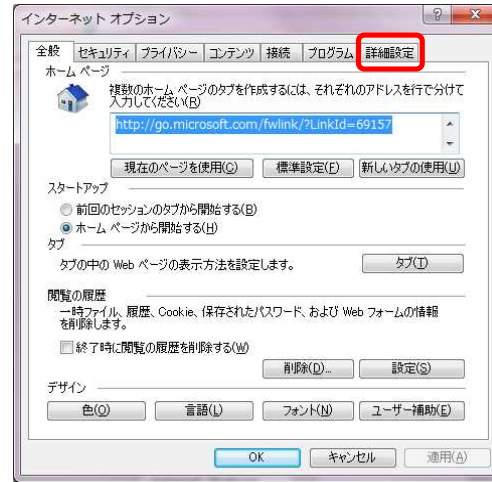 インターネット オプション
全般 セキュリティ プライバシー コンテンツ 接続 プログラム 詳細設定
ホーム ページ
複数のホーム ページのタブを作成するには、それぞれのアドレスを行で分けて
入力してください(R)
http://go.microsoft.com/fwlink/?LinkId=69157
現在のページを使用(C) 標準設定(F) 新しいタブの使用(U)
スタートアップ
前回のセッションのタブから開始する(B)
ホーム ページから開始する(H)
タブ
タブの中の Web ページの表示方法を設定します。 タブ(T)
閲覧の履歴
一時ファイル、履歴、Cookie、保存されたパスワード、および Web フォームの情報
を削除します。
終了時に閲覧の履歴を削除する(W)
削除(D)... 設定(S)
デザイン
色(O) 言語(L) フォント(N) ユーザー補助(E)
OK キャンセル 適用(A)